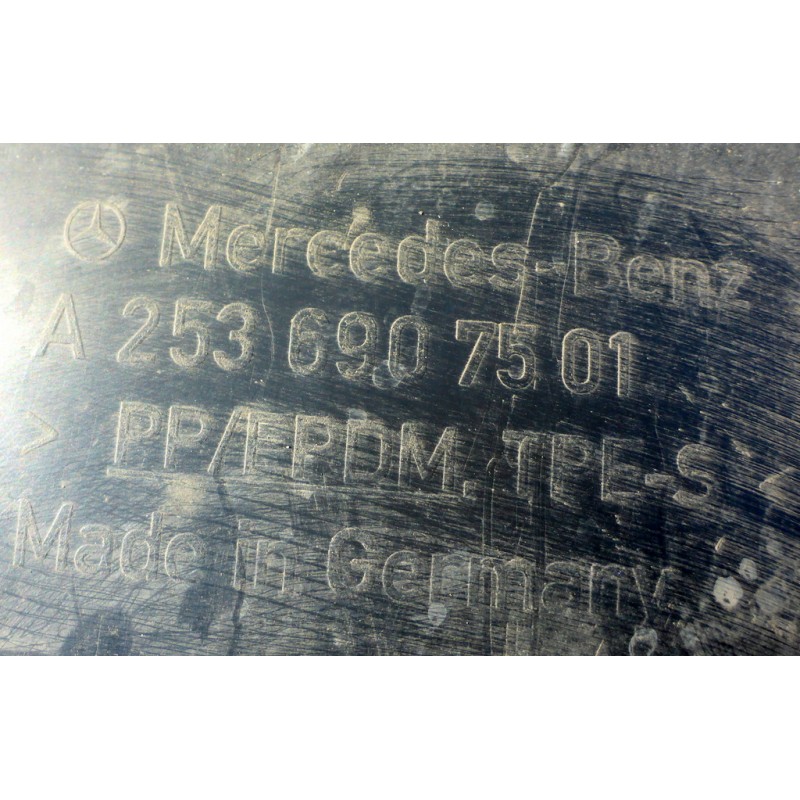 Mercedes-Benz
A 253 690 75 01
> PP/EPDM, TPE-S <
Made in Germany